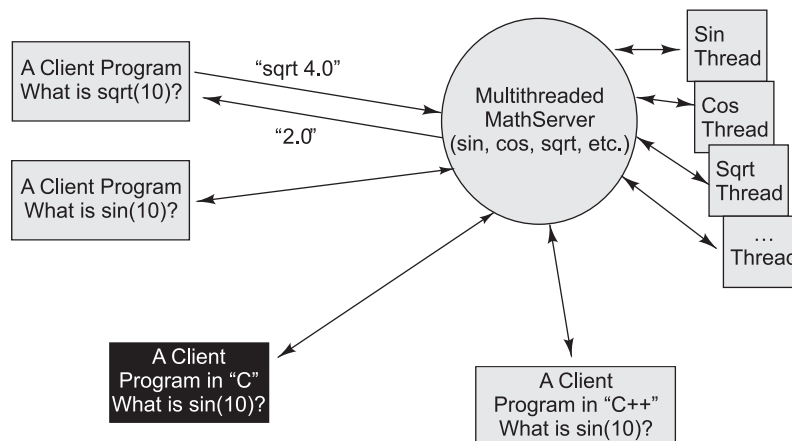 A Client Program
What is sqrt(10)?
“sqrt 4.0”
“2.0”
A Client Program
What is sin(10)?
Multithreaded
MathServer
(sin, cos, sqrt, etc.)
Sin
Thread
Cos
Thread
Sqrt
Thread
...
Thread
A Client
Program in “C”
What is sin(10)?
A Client
Program in “C++”
What is sin(10)?